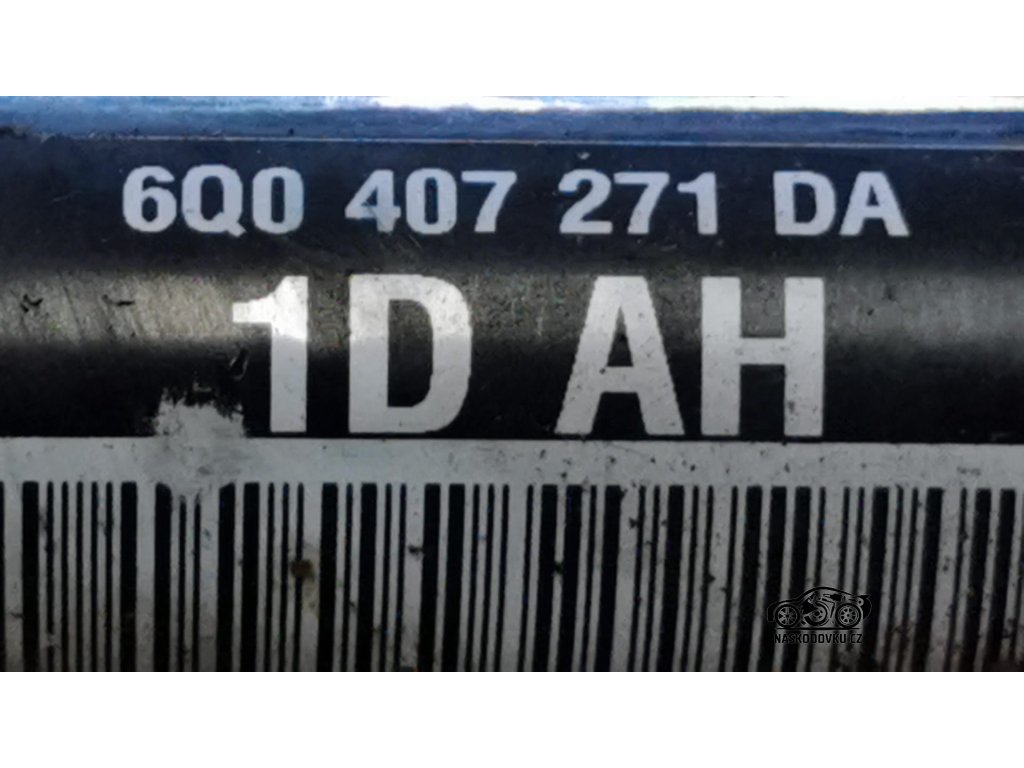 6Q0 407 271 DA
1D AH
NASKODOVKU.CZ